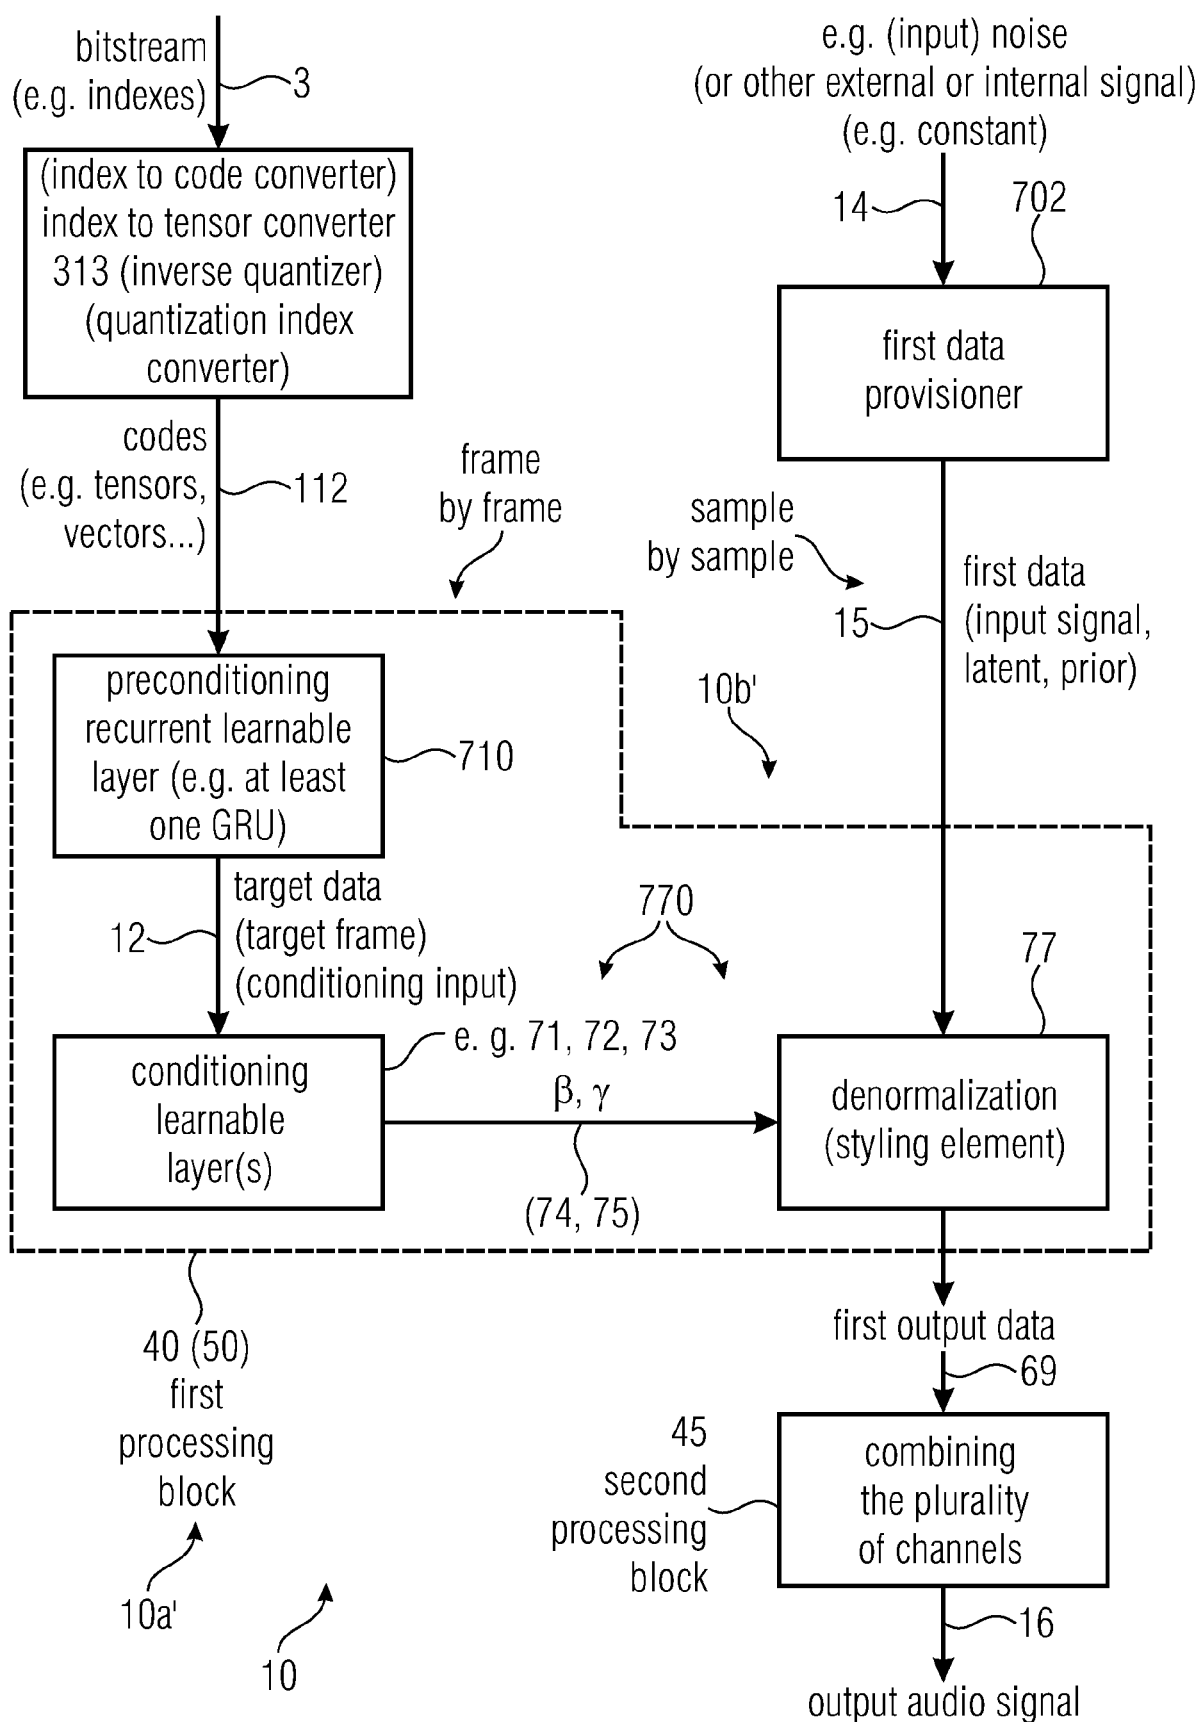 bitstream
(e.g. indexes)
3
(index to code converter)
index to tensor converter
313 (inverse quantizer)
(quantization index
converter)
codes
(e.g. tensors,
vectors...)
112
frame
by frame
preconditioning
recurrent learnable
layer (e.g. at least
one GRU)
710
target data
(target frame)
(conditioning input)
12
conditioning
learnable
layer(s)
e. g. 71, 72, 73
β, γ
(74, 75)
770
40 (50)
first
processing
block
10a'
10
e.g. (input) noise
(or other external or internal signal)
(e.g. constant)
14
702
first data
provisioner
sample
by sample
15
first data
(input signal,
latent, prior)
10b'
77
denormalization
(styling element)
first output data
69
45
second
processing
block
combining
the plurality
of channels
16
output audio signal